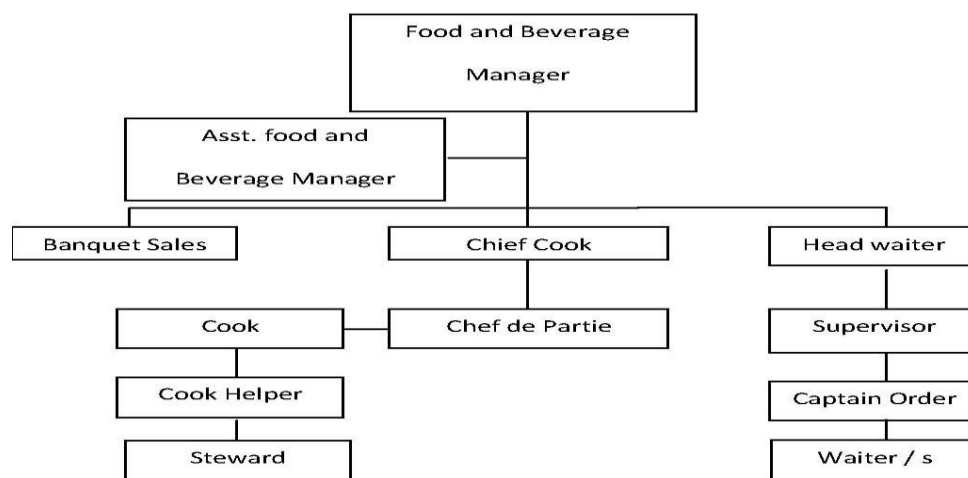 Food and Beverage
Manager
Asst. food and
Beverage Manager
Banquet Sales
Chief Cook
Head waiter
Cook
Chef de Partie
Supervisor
Cook Helper
Captain Order
Steward
Waiter / s